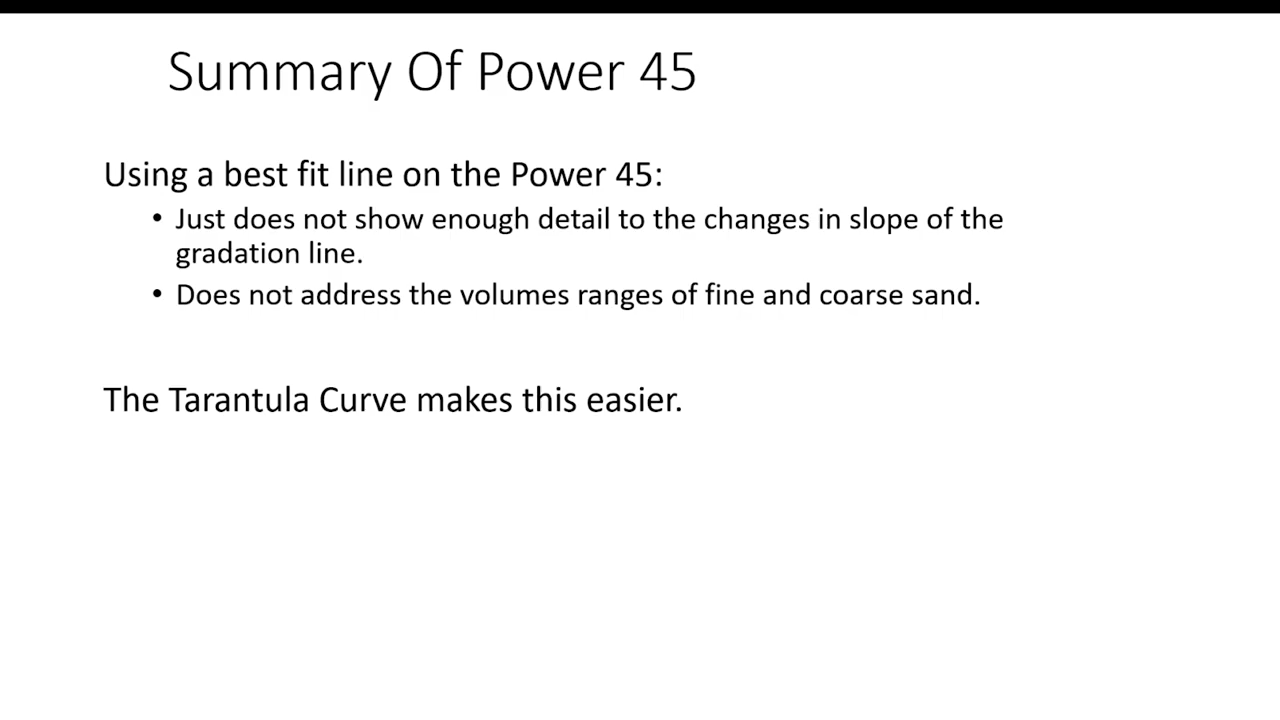 Summary Of Power 45
Using a best fit line on the Power 45:
• Just does not show enough detail to the changes in slope of the
gradation line.
• Does not address the volumes ranges of fine and coarse sand.
The Tarantula Curve makes this easier.